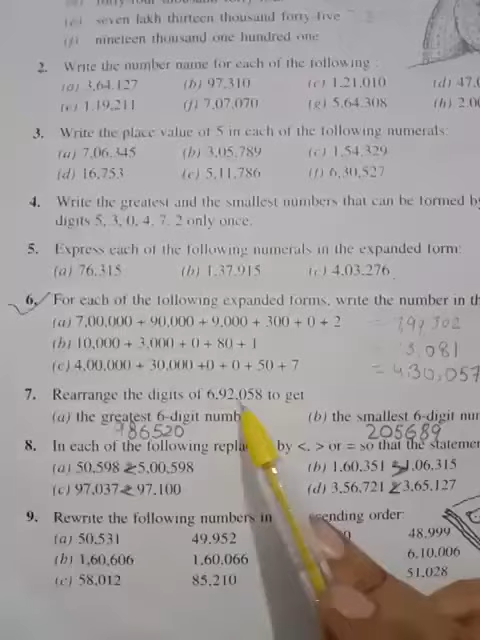 (e) seven lakh thirteen thousand forty five
(f) nineteen thousand one hundred one
2. Write the number name for each of the following :
(a) 3,64,127 (b) 97,310 (c) 1,21,010 (d) 47,0
(e) 1,19,211 (f) 7,07,070 (g) 5,64,308 (h) 2,0
3. Write the place value of 5 in each of the following numerals:
(a) 7,06,345 (b) 3,05,789 (c) 1,54,329
(d) 16,753 (e) 5,11,786 (f) 6,30,527
4. Write the greatest and the smallest numbers that can be formed by
digits 5, 3, 0, 4, 7, 2 only once.
5. Express each of the following numerals in the expanded form:
(a) 76,315 (b) 1,37,915 (c) 4,03,276
6. For each of the following expanded forms, write the number in th
(a) 7,00,000 + 90,000 + 9,000 + 300 + 0 + 2 = 799302
(b) 10,000 + 3,000 + 0 + 80 + 1 3,081
(c) 4,00,000 + 30,000 +0 + 0 + 50 + 7 = 430,057
7. Rearrange the digits of 6,92,058 to get
(a) the greatest 6-digit numb (b) the smallest 6-digit nu
986520 205689
8. In each of the following repla by <, > or = so that the statemen
(a) 50,598 5,00,598 (b) 1,60,351 1,06,315
(c) 97,037 97,100 (d) 3,56,721 3,65,127
9. Rewrite the following numbers in scending order:
(a) 50,531 49,952 48,999
(b) 1,60,606 1,60,066 6,10,006
(c) 58,012 85,210 51,028